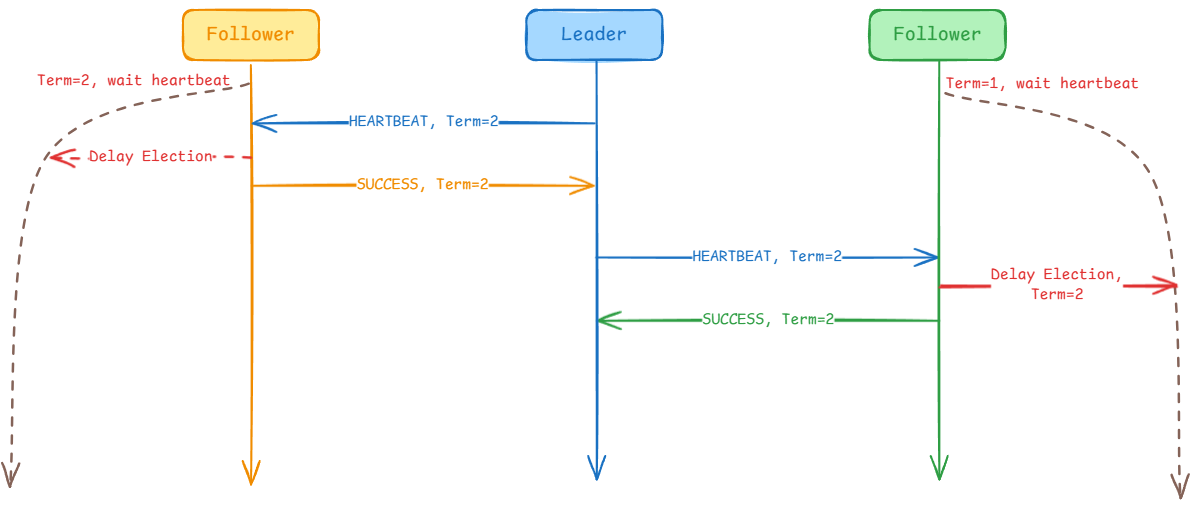 Follower
Leader
Follower
Term=2, wait heartbeat
Term=1, wait heartbeat
HEARTBEAT, Term=2
Delay Election
SUCCESS, Term=2
HEARTBEAT, Term=2
Delay Election,
Term=2
SUCCESS, Term=2